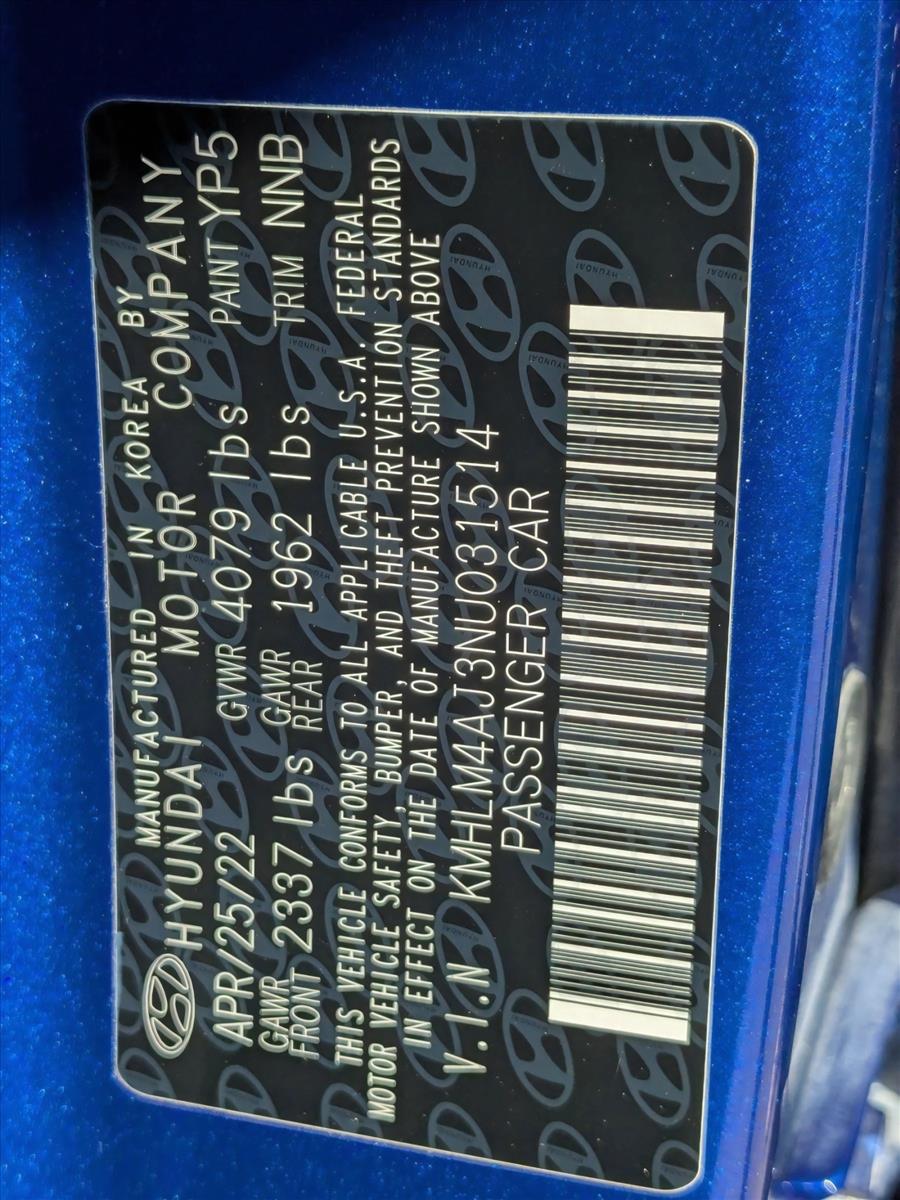 MANUFACTURED IN KOREA BY
HYUNDAI MOTOR COMPANY
APR/25/22 GVWR 4079 lbs PAINT YP5
GAWR FRONT 2337 lbs GAWR REAR 1962 lbs TRIM NNB
THIS VEHICLE CONFORMS TO ALL APPLICABLE U.S.A. FEDERAL
MOTOR VEHICLE SAFETY, BUMPER, AND THEFT PREVENTION STANDARDS
IN EFFECT ON THE DATE OF MANUFACTURE SHOWN ABOVE
V.I.N KMHLM4AJ3NU031514
PASSENGER CAR